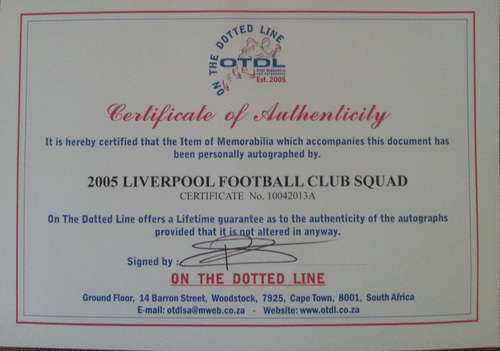 ON THE DOTTED LINE
OTDL
Est. 2005
Certificate of Authenticity
It is hereby certified that the Item of Memorabilia which accompanies this document has
been personally autographed by.
2005 LIVERPOOL FOOTBALL CLUB SQUAD
CERTIFICATE No. 10042013A
On The Dotted Line offers a Lifetime guarantee as to the authenticity of the autographs
provided that it is not altered in anyway.
Signed by :
ON THE DOTTED LINE
Ground Floor, 14 Barron Street, Woodstock, 7925, Cape Town, 8001, South Africa
E-mail: otdlsa@mweb.co.za - Website: www.otdl.co.za